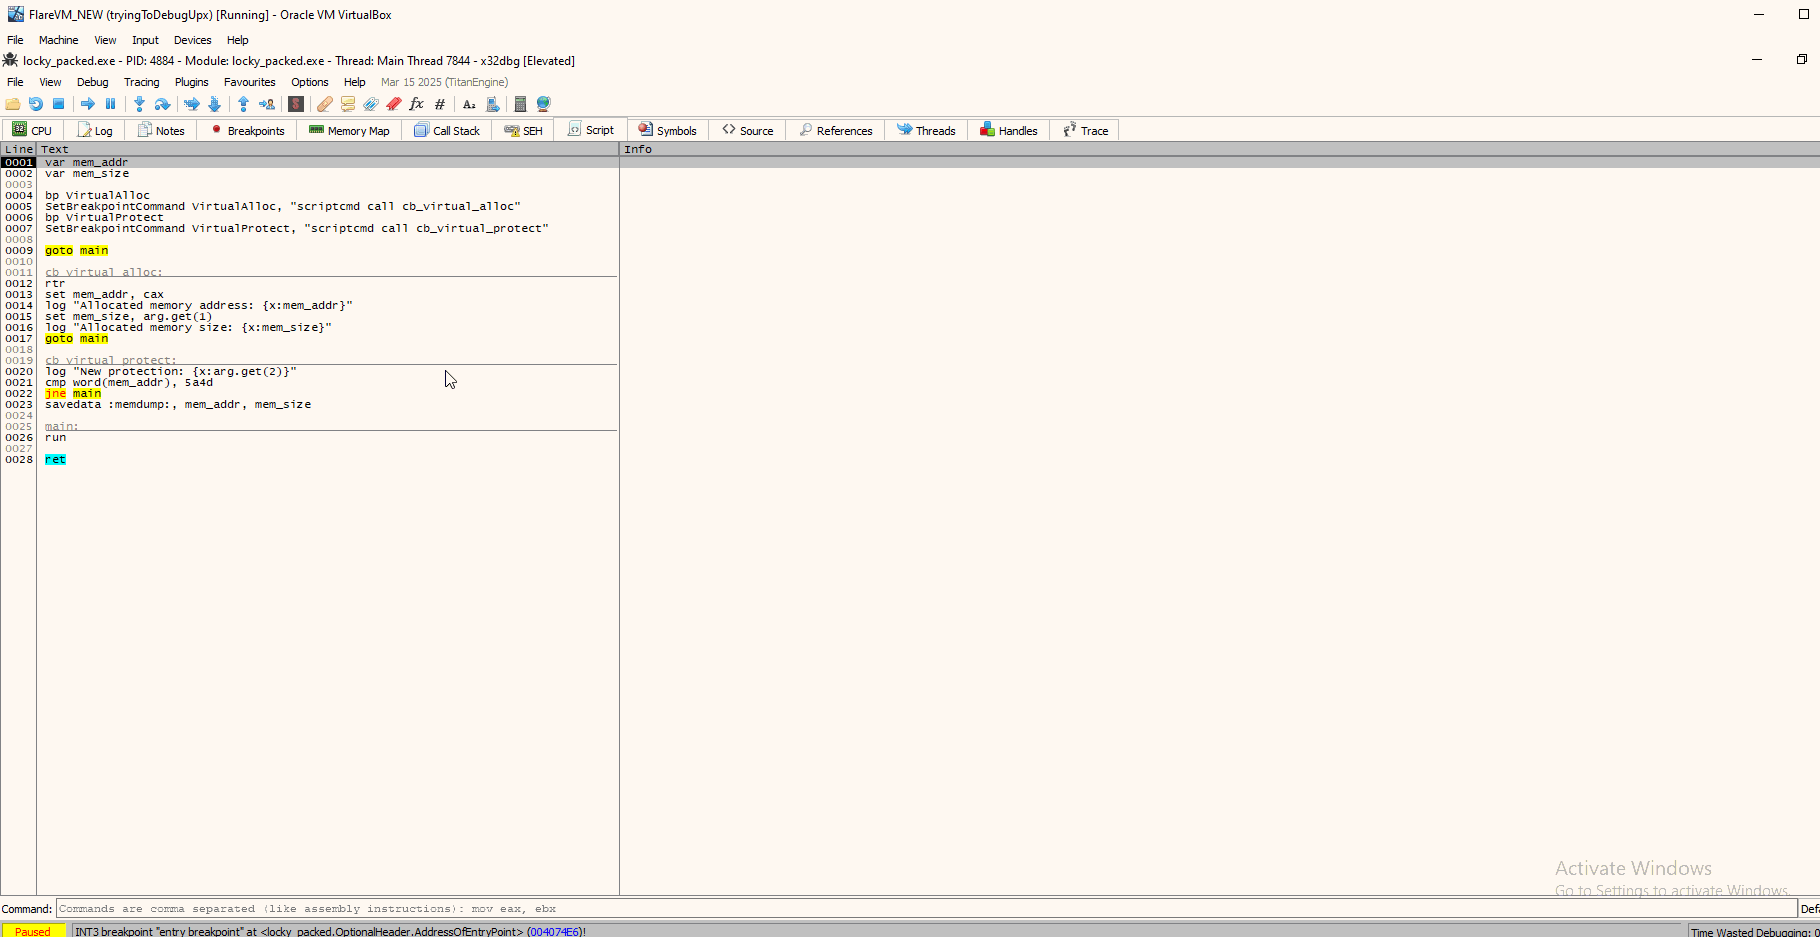 FlareVM_NEW (tryingToDebugUpx) [Running] - Oracle VM VirtualBox
File Machine View Input Devices Help
locky_packed.exe - PID: 4884 - Module: locky_packed.exe - Thread: Main Thread 7844 - x32dbg [Elevated]
File View Debug Tracing Plugins Favourites Options Help Mar 15 2025 (TitanEngine)
CPU Log Notes Breakpoints Memory Map Call Stack SEH Script Symbols Source References Threads Handles Trace
Line Text Info
0001 var mem_addr
0002 var mem_size
0003
0004 bp VirtualAlloc
0005 SetBreakpointCommand VirtualAlloc, "scriptcmd call cb_virtual_alloc"
0006 bp VirtualProtect
0007 SetBreakpointCommand VirtualProtect, "scriptcmd call cb_virtual_protect"
0008
0009 goto main
0010
0011 cb_virtual_alloc:
0012 rtr
0013 set mem_addr, cax
0014 log "Allocated memory address: {x:mem_addr}"
0015 set mem_size, arg.get(1)
0016 log "Allocated memory size: {x:mem_size}"
0017 goto main
0018
0019 cb_virtual_protect:
0020 log "New protection: {x:arg.get(2)}"
0021 cmp word(mem_addr), 5a4d
0022 jne main
0023 savedata :memdump:, mem_addr, mem_size
0024
0025 main:
0026 run
0027
0028 ret
Activate Windows
Go to Settings to activate Windows.
Command: Commands are comma separated (like assembly instructions): mov eax, ebx
Paused INT3 breakpoint "entry breakpoint" at <locky_packed.OptionalHeader.AddressOfEntryPoint> (004074E6)!
Time Wasted Debugging: 0